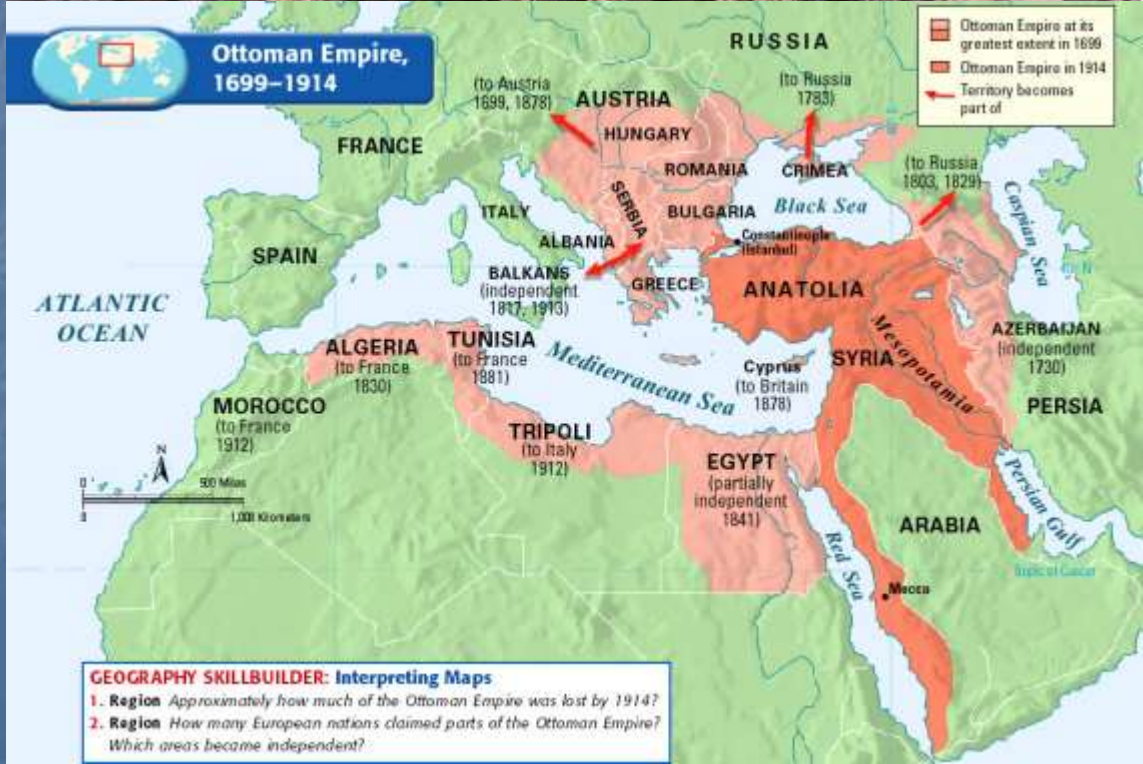 Ottoman Empire,
1699–1914
Ottoman Empire at its
greatest extent in 1699
Ottoman Empire in 1914
Territory becomes
part of
RUSSIA
(to Austria
1699, 1878)
AUSTRIA
(to Russia
1783)
HUNGARY
FRANCE
ROMANIA
CRIMEA
(to Russia
1803, 1829)
Caspian Sea
SERBIA
BULGARIA
Black Sea
ITALY
Constantinople
(Istanbul)
ALBANIA
SPAIN
BALKANS
(independent
1817, 1913)
GREECE
ANATOLIA
ATLANTIC
OCEAN
ALGERIA
(to France
1830)
TUNISIA
(to France
1881)
Mediterranean Sea
Cyprus
(to Britain
1878)
SYRIA
Mesopotamia
AZERBAIJAN
(independent
1730)
PERSIA
MOROCCO
(to France
1912)
TRIPOLI
(to Italy
1912)
EGYPT
(partially
independent
1841)
Persian Gulf
N
0
500 Miles
0
1,000 Kilometers
Red Sea
ARABIA
Tropic of Cancer
Mecca
GEOGRAPHY SKILLBUILDER: Interpreting Maps
1. Region Approximately how much of the Ottoman Empire was lost by 1914?
2. Region How many European nations claimed parts of the Ottoman Empire?
Which areas became independent?